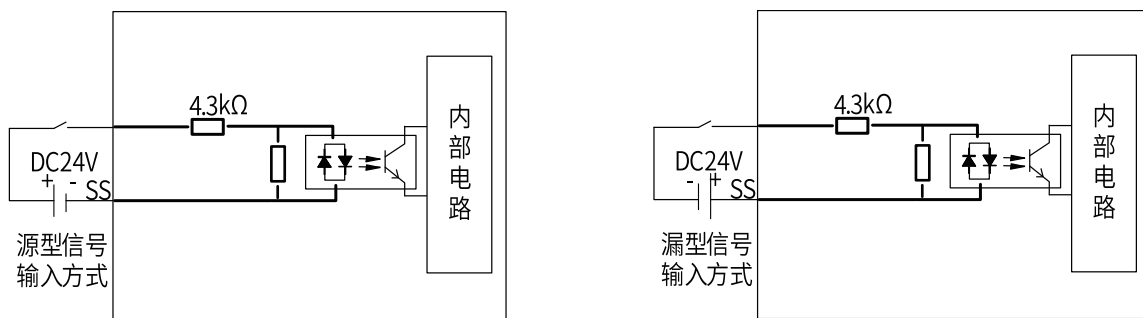 4.3kΩ
DC24V
+ - SS
源型信号
输入方式
内
部
电
路
4.3kΩ
DC24V
- + SS
漏型信号
输入方式
内
部
电
路